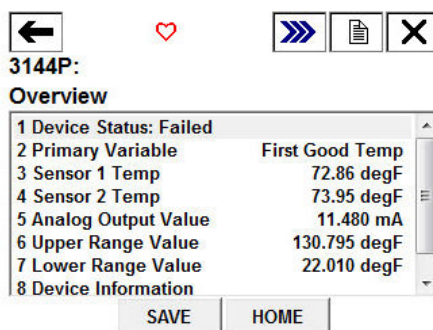 3144P:
Overview
1 Device Status: Failed
2 Primary Variable First Good Temp
3 Sensor 1 Temp 72.86 degF
4 Sensor 2 Temp 73.95 degF
5 Analog Output Value 11.480 mA
6 Upper Range Value 130.795 degF
7 Lower Range Value 22.010 degF
8 Device Information
SAVE HOME